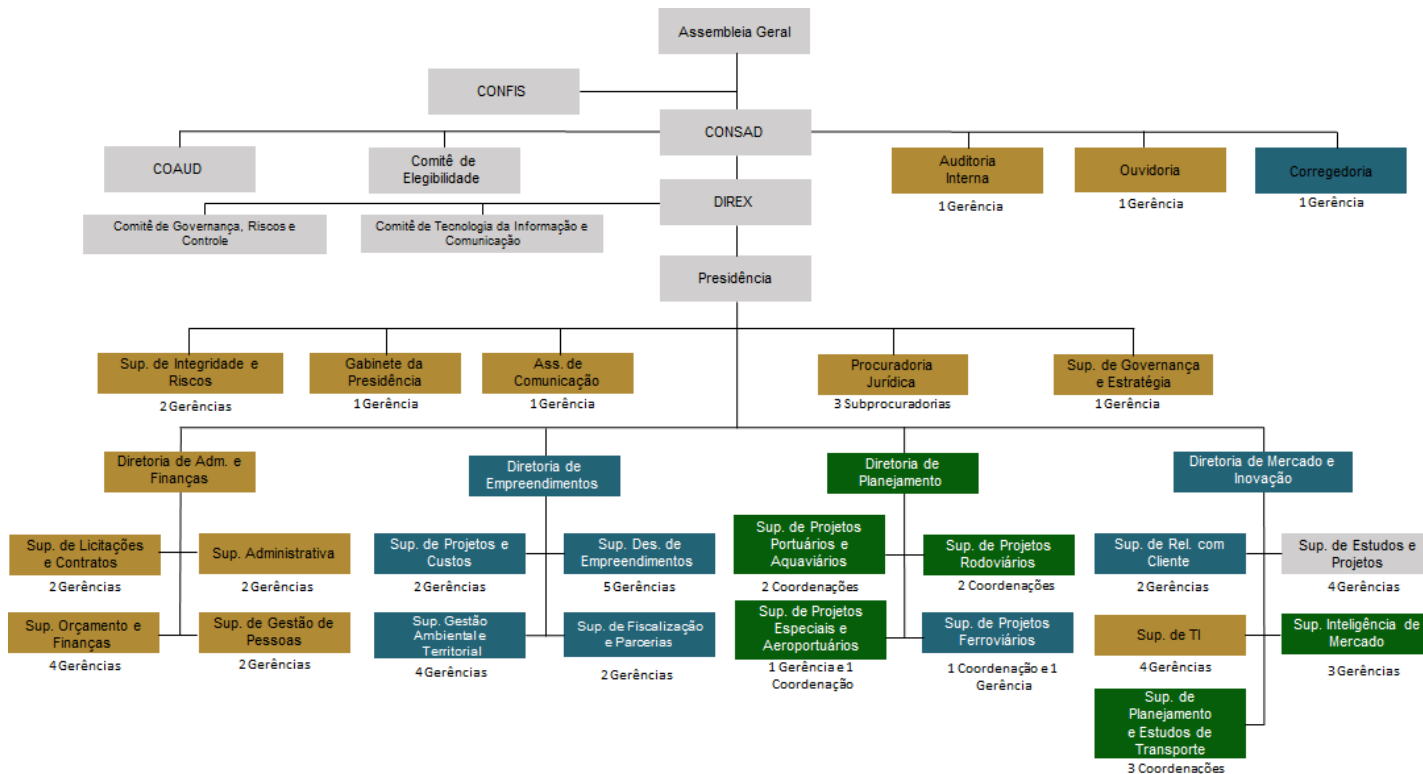 Assembleia Geral
CONFIS
CONSAD
COAUD
Comitê de
Elegibilidade
Auditoria
Interna
1 Gerência
Ouvidoria
1 Gerência
Corregedoria
1 Gerência
DIREX
Comitê de Governança, Riscos e
Controle
Comitê de Tecnologia da Informação e
Comunicação
Presidência
Sup. de Integridade e
Riscos
2 Gerências
Gabinete da
Presidência
1 Gerência
Ass. de
Comunicação
1 Gerência
Procuradoria
Jurídica
3 Subprocuradorias
Sup. de Governança
e Estratégia
1 Gerência
Diretoria de Adm. e
Finanças
Diretoria de
Empreendimentos
Diretoria de
Planejamento
Diretoria de Mercado e
Inovação
Sup. de Licitações
e Contratos
2 Gerências
Sup. Administrativa
2 Gerências
Sup. de Projetos e
Custos
2 Gerências
Sup. Des. de
Empreendimentos
5 Gerências
Sup. de Projetos
Portuários e
Aquaviários
2 Coordenações
Sup. de Projetos
Rodoviários
2 Coordenações
Sup. de Rel. com
Cliente
2 Gerências
Sup. de Estudos e
Projetos
4 Gerências
Sup. Orçamento e
Finanças
4 Gerências
Sup. de Gestão de
Pessoas
2 Gerências
Sup. Gestão
Ambiental e
Territorial
4 Gerências
Sup. de Fiscalização
e Parcerias
2 Gerências
Sup. de Projetos
Especiais e
Aeroportuários
1 Gerência e 1
Coordenação
Sup. de Projetos
Ferroviários
1 Coordenação e 1
Gerência
Sup. de TI
4 Gerências
Sup. Inteligência de
Mercado
3 Gerências
Sup. de
Planejamento
e Estudos de
Transporte
3 Coordenações